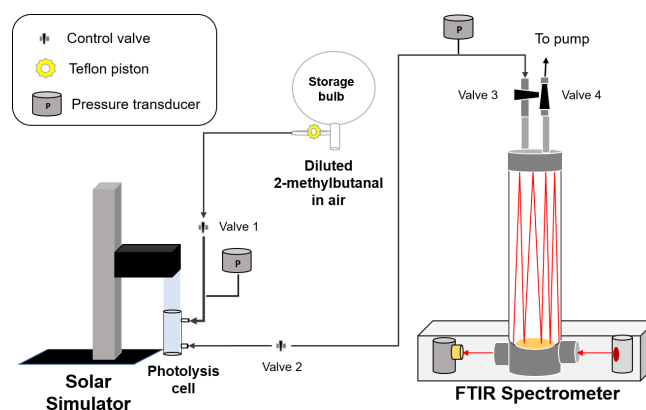 Control valve
Teflon piston
P
Pressure transducer
Storage
bulb
Diluted
2-methylbutanal
in air
P
To pump
Valve 3
Valve 4
Valve 1
P
Valve 2
Photolysis
cell
Solar
Simulator
FTIR Spectrometer